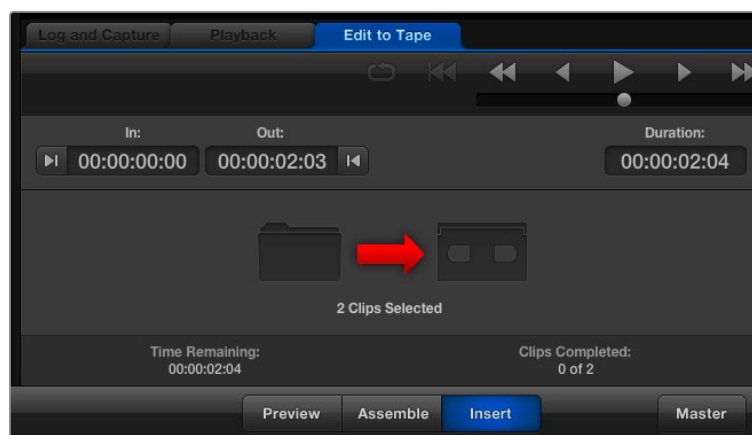 Log and Capture Playback Edit to Tape
In: Out: Duration:
00:00:00:00 00:00:02:03 00:00:02:04
2 Clips Selected
Time Remaining: Clips Completed:
00:00:02:04 0 of 2
Preview Assemble Insert Master